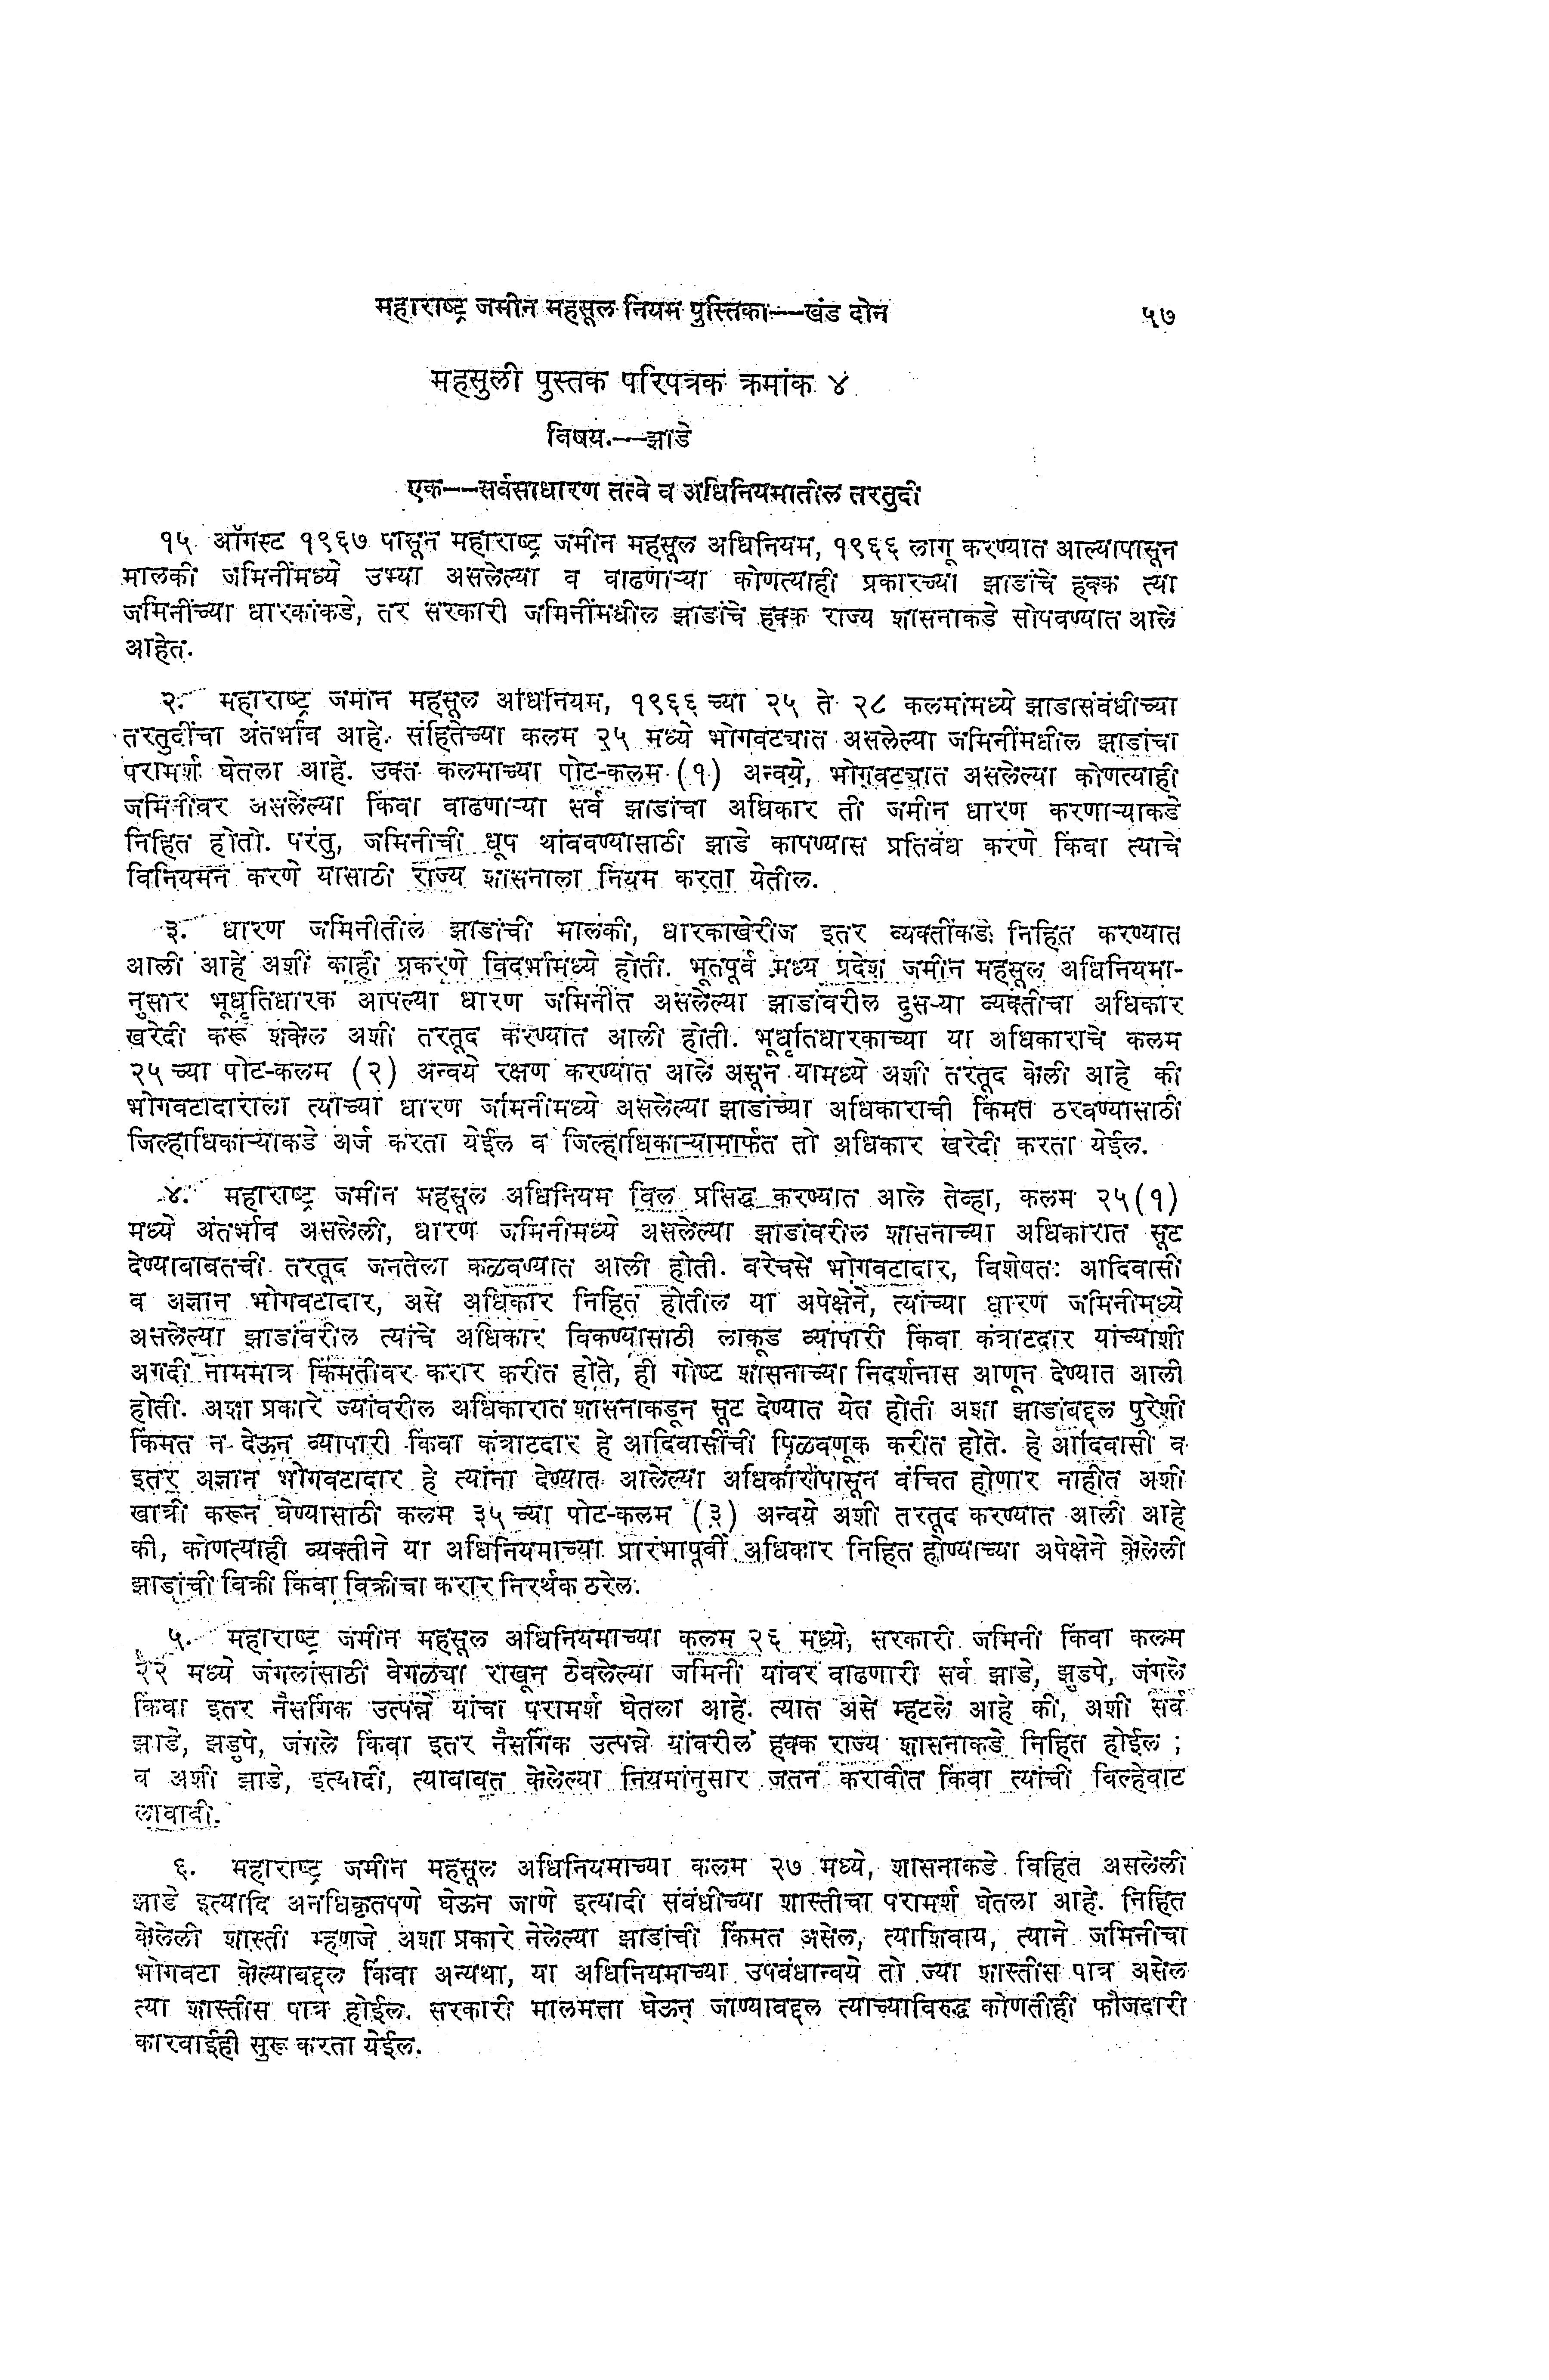 महाराष्ट्र जमीन महसूल नियम पुस्तिका—खंड दोन ५७
महसुली पुस्तक परिपत्रक क्रमांक ४
विषय.—झाडे
एक—सर्वसाधारण तत्वे व अधिनियमातील तरतुदी
१५ ऑगस्ट १९६७ पासून महाराष्ट्र जमीन महसूल अधिनियम, १९६६ लागू करण्यात आल्यापासून
मालकी जमिनींमध्ये उभ्या असलेल्या व वाढणाऱ्या कोणत्याही प्रकारच्या झाडांचे हक्क त्या
जमिनींच्या धारकांकडे, तर सरकारी जमिनींमधील झाडांचे हक्क राज्य शासनाकडे सोपवण्यात आले
आहेत.
२. महाराष्ट्र जमीन महसूल अधिनियम, १९६६ च्या २५ ते २८ कलमांमध्ये झाडासंबंधीच्या
तरतुदींचा अंतर्भाव आहे. संहितेच्या कलम २५ मध्ये भोगवट्यात असलेल्या जमिनींमधील झाडांचा
परामर्श घेतला आहे. उक्त कलमाच्या पोट-कलम (१) अन्वये, भोगवट्यात असलेल्या कोणत्याही
जमिनींवर असलेल्या किंवा वाढणाऱ्या सर्व झाडांचा अधिकार ती जमीन धारण करणाऱ्याकडे
निहित होतो. परंतु, जमिनीची धूप थांबवण्यासाठी झाडे कापण्यास प्रतिबंध करणे किंवा त्याचे
विनियमन करणे यासाठी राज्य शासनाला नियम करता येतील.
३. धारण जमिनीतील झाडांची मालकी, धारकाखेरीज इतर व्यक्तींकडे निहित करण्यात
आली आहे अशी काही प्रकरणे विदर्भामध्ये होती. भूतपूर्व मध्य प्रदेश जमीन महसूल अधिनियमा-
नुसार भूधृतिधारक आपल्या धारण जमिनीत असलेल्या झाडांवरील दुसऱ्या व्यक्तीचा अधिकार
खरेदी करू शकेल अशी तरतूद करण्यात आली होती. भूधृतिधारकाच्या या अधिकाराचे कलम
२५ च्या पोट-कलम (२) अन्वये रक्षण करण्यात आले असून यामध्ये अशी तरतूद केली आहे की
भोगवटादाराला त्याच्या धारण जमिनीमध्ये असलेल्या झाडांच्या अधिकाराची किंमत ठरवण्यासाठी
जिल्हाधिकाऱ्याकडे अर्ज करता येईल व जिल्हाधिकाऱ्यामार्फत तो अधिकार खरेदी करता येईल.
४. महाराष्ट्र जमीन महसूल अधिनियम विल प्रसिद्ध करण्यात आले तेव्हा, कलम २५(१)
मध्ये अंतर्भाव असलेली, धारण जमिनीमध्ये असलेल्या झाडांवरील शासनाच्या अधिकारात सूट
देण्याबाबतची तरतूद जनतेला कळवण्यात आली होती. बरेचसे भोगवटादार, विशेषतः आदिवासी
व अज्ञान भोगवटादार, असे अधिकार निहित होतील या अपेक्षेने, त्यांच्या धारण जमिनीमध्ये
असलेल्या झाडांवरील त्यांचे अधिकार विकण्यासाठी लाकूड व्यापारी किंवा कंत्राटदार यांच्याशी
अगदी नाममात्र किंमतीवर करार करीत होते, ही गोष्ट शासनाच्या निदर्शनास आणून देण्यात आली
होती. अशा प्रकारे ज्यांवरील अधिकारात शासनाकडून सूट देण्यात येत होती अशा झाडांबद्दल पुरेशी
किंमत न देऊन व्यापारी किंवा कंत्राटदार हे आदिवासींची पिळवणूक करीत होते. हे आदिवासी व
इतर अज्ञान भोगवटादार हे त्यांना देण्यात आलेल्या अधिकारांपासून वंचित होणार नाहीत अशी
खात्री करून घेण्यासाठी कलम ३५ च्या पोट-कलम (३) अन्वये अशी तरतूद करण्यात आली आहे
की, कोणत्याही व्यक्तीने या अधिनियमाच्या प्रारंभापूर्वी अधिकार निहित होण्याच्या अपेक्षेने केलेली
झाडांची विक्री किंवा विक्रीचा करार निरर्थक ठरेल.
५. महाराष्ट्र जमीन महसूल अधिनियमाच्या कलम २६ मध्ये, सरकारी जमिनी किंवा कलम
२२ मध्ये जंगलांसाठी वेगळ्या राखून ठेवलेल्या जमिनी यांवर वाढणारी सर्व झाडे, झुडपे, जंगले
किंवा इतर नैसर्गिक उत्पन्ने यांचा परामर्श घेतला आहे. त्यात असे म्हटले आहे की, अशी सर्व
झाडे, झडुपे, जंगले किंवा इतर नैसर्गिक उत्पन्ने यांवरील हक्क राज्य शासनाकडे निहित होईल ;
व अशी झाडे, इत्यादी, त्याबाबत केलेल्या नियमांनुसार जतन करावीत किंवा त्यांची विल्हेवाट
लावावी.
६. महाराष्ट्र जमीन महसूल अधिनियमाच्या कलम २७ मध्ये, शासनाकडे विहित असलेली
झाडे इत्यादि अनधिकृतपणे घेऊन जाणे इत्यादी संबंधीच्या शास्तीचा परामर्श घेतला आहे. निहित
केलेली शास्ती म्हणजे अशा प्रकारे नेलेल्या झाडांची किंमत असेल, त्याशिवाय, त्याने जमिनीचा
भोगवटा केल्याबद्दल किंवा अन्यथा, या अधिनियमाच्या उपबंधान्वये तो ज्या शास्तीस पात्र असेल
त्या शास्तीस पात्र होईल. सरकारी मालमत्ता घेऊन जाण्याबद्दल त्याच्याविरुद्ध कोणतीही फौजदारी
कारवाईही सुरू करता येईल.